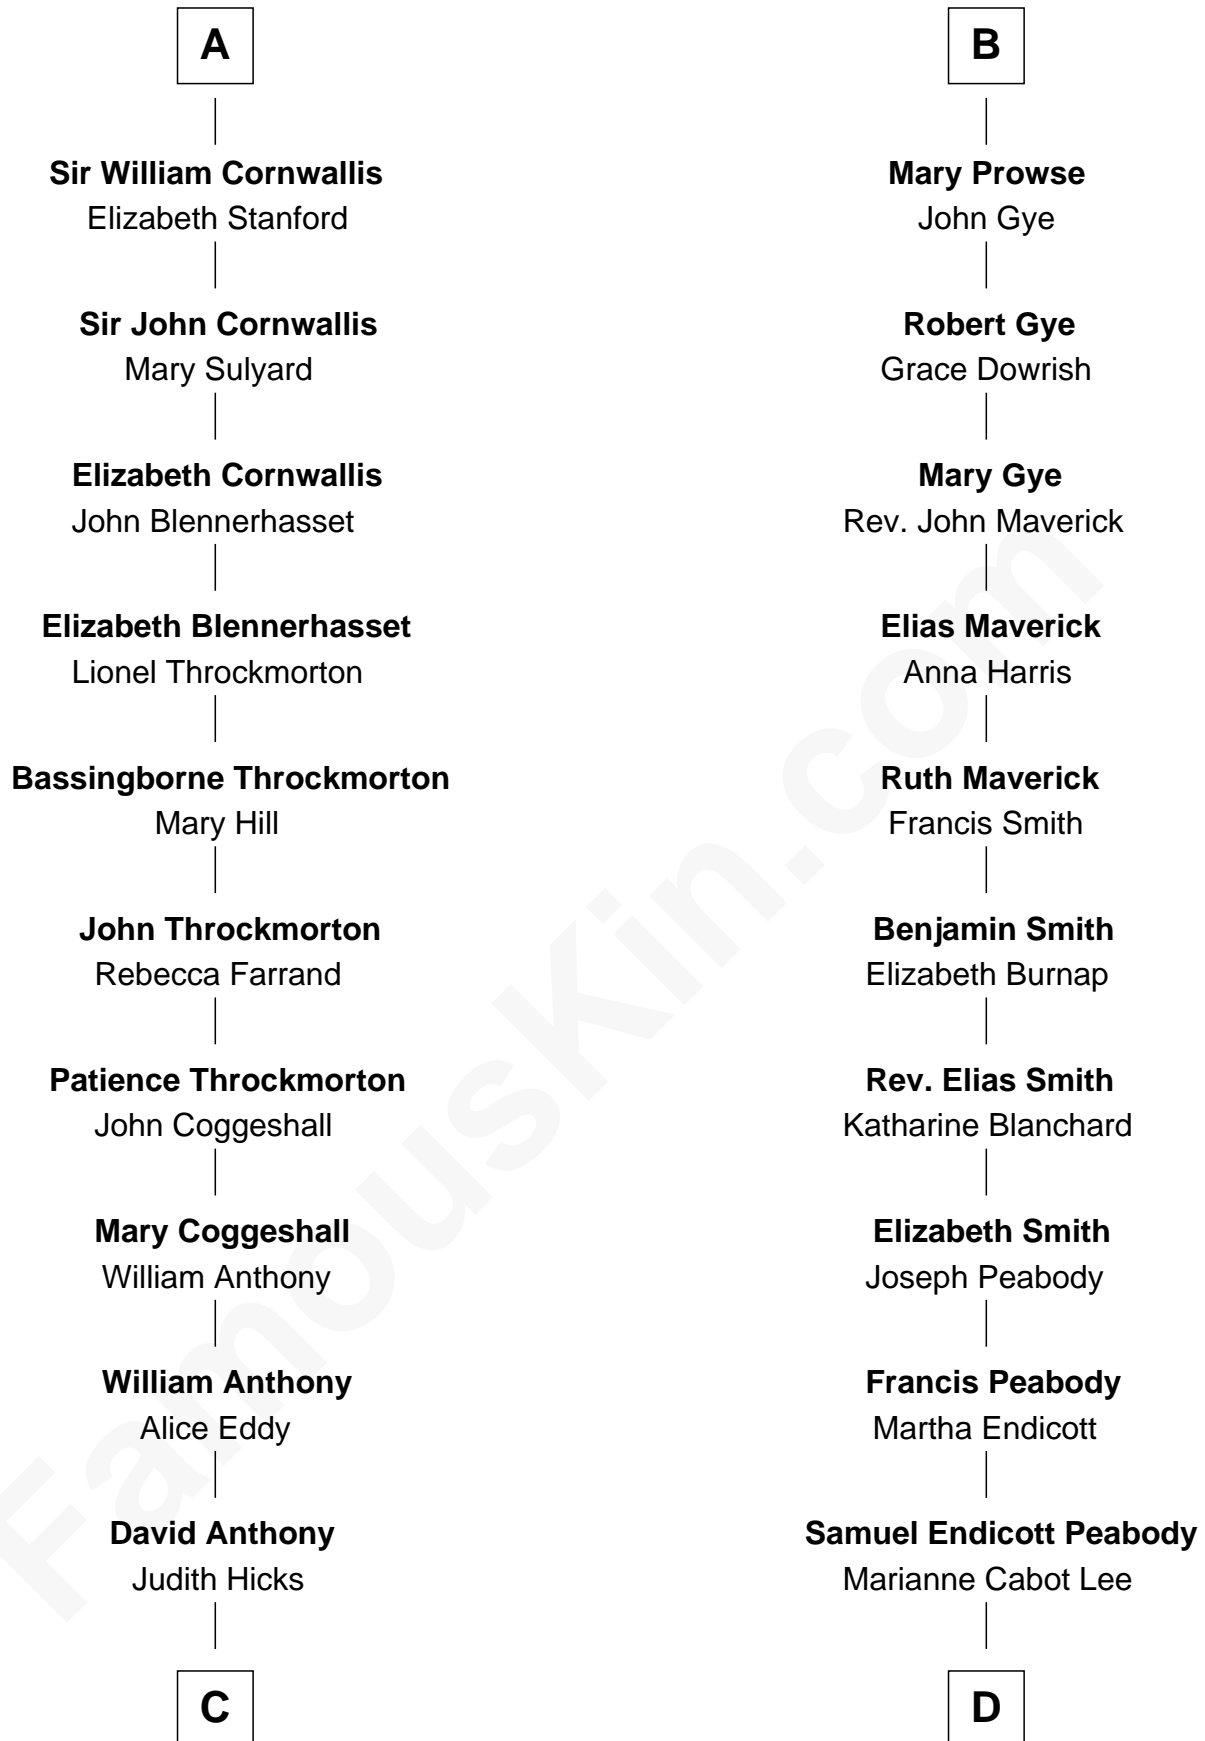 A
Sir William Cornwallis
Elizabeth Stanford
Sir John Cornwallis
Mary Sulyard
Elizabeth Cornwallis
John Blennerhasset
Elizabeth Blennerhasset
Lionel Throckmorton
Bassingborne Throckmorton
Mary Hill
John Throckmorton
Rebecca Farrand
Patience Throckmorton
John Coggeshall
Mary Coggeshall
William Anthony
William Anthony
Alice Eddy
David Anthony
Judith Hicks
C
B
Mary Prowse
John Gye
Robert Gye
Grace Dowrish
Mary Gye
Rev. John Maverick
Elias Maverick
Anna Harris
Ruth Maverick
Francis Smith
Benjamin Smith
Elizabeth Burnap
Rev. Elias Smith
Katharine Blanchard
Elizabeth Smith
Joseph Peabody
Francis Peabody
Martha Endicott
Samuel Endicott Peabody
Marianne Cabot Lee
D
FamousKin.com